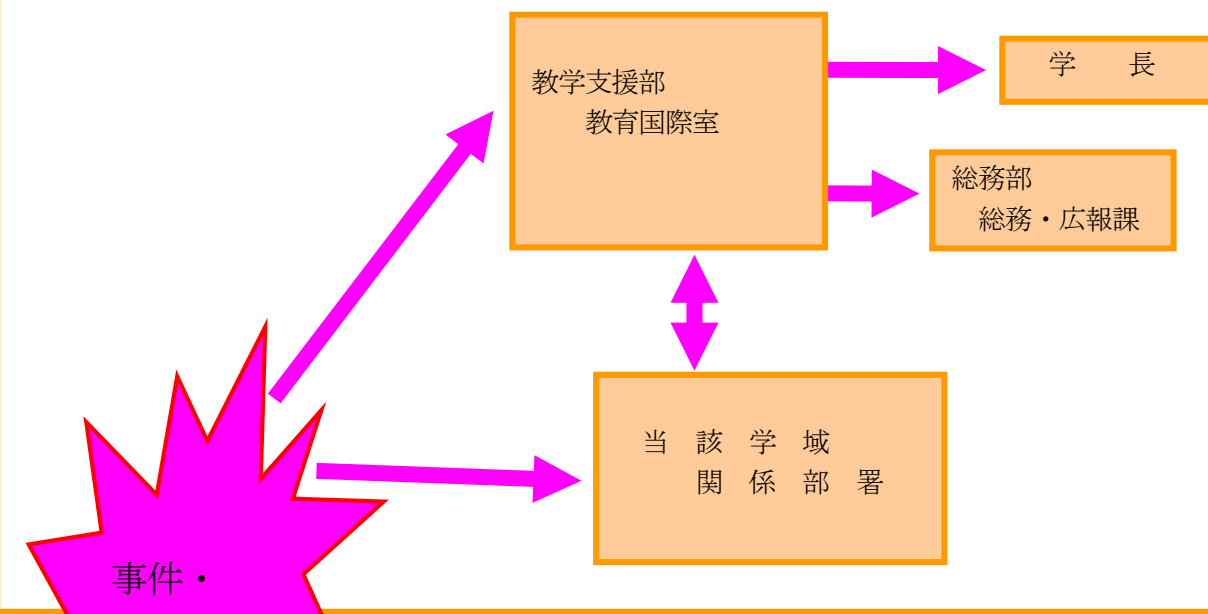 教学支援部
教育国際室
学　長
総務部
総務・広報課
当　該　学　域
関　係　部　署
事件・